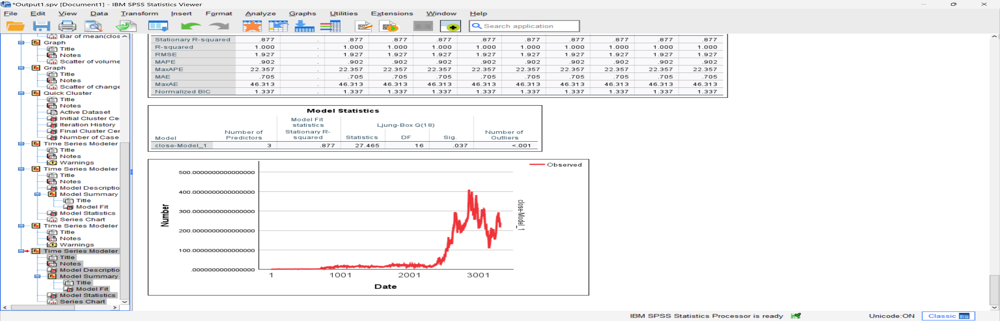 *Output1.spv [Document1] - IBM SPSS Statistics Viewer
File Edit View Data Transform Insert Format Analyze Graphs Utilities Extensions Window Help
Search application
Bar of mean(clos
Graph
Title
Notes
Scatter of volume
Graph
Title
Notes
Scatter of change
Quick Cluster
Title
Notes
Active Dataset
Initial Cluster Ce
Iteration History
Final Cluster Cer
Number of Case
Time Series Modeler
Title
Notes
Warnings
Time Series Modeler
Title
Notes
Model Descriptio
Model Summary
Title
Model Fit
Model Statistics
Series Chart
Time Series Modeler
Title
Notes
Warnings
Time Series Modeler
Title
Notes
Model Descriptio
Model Summary
Title
Model Fit
Model Statistics
Series Chart
Stationary R-squared .877 . .877 .877 .877 .877 .877 .877 .877 .877 .877
R-squared 1.000 . 1.000 1.000 1.000 1.000 1.000 1.000 1.000 1.000 1.000
RMSE 1.927 . 1.927 1.927 1.927 1.927 1.927 1.927 1.927 1.927 1.927
MAPE .902 . .902 .902 .902 .902 .902 .902 .902 .902 .902
MaxAPE 22.357 . 22.357 22.357 22.357 22.357 22.357 22.357 22.357 22.357 22.357
MAE .705 . .705 .705 .705 .705 .705 .705 .705 .705 .705
MaxAE 46.313 . 46.313 46.313 46.313 46.313 46.313 46.313 46.313 46.313 46.313
Normalized BIC 1.337 . 1.337 1.337 1.337 1.337 1.337 1.337 1.337 1.337 1.337
Model Statistics
Model Fit
statistics Ljung-Box Q(18)
Number of Stationary R- Number of
Model Predictors squared Statistics DF Sig. Outliers
close-Model_1 3 .877 27.465 16 .037 <.001
Observed
500.0000000000000000
400.0000000000000000
300.0000000000000000
200.0000000000000000
100.0000000000000000
.0000000000000000
Number
close-Model_1
1 1001 2001 3001
Date
IBM SPSS Statistics Processor is ready Unicode:ON Classic